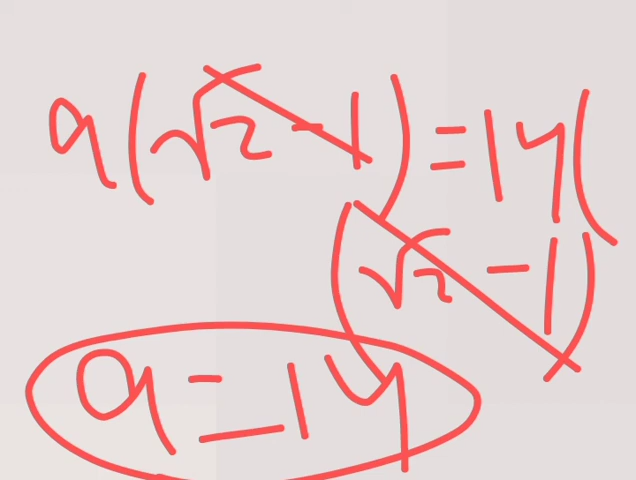 a(√2 - 1) = 14(
(√2 - 1)
a = 14